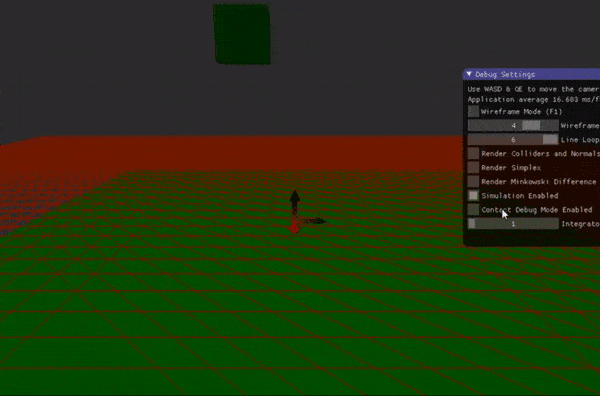 Debug Settings
Use WASD & QE to move the camer
Application average 16.683 ms/f
Wireframe Mode (F1)
4 Wireframe
6 Line Loop
Render Colliders and Normals
Render Simplex
Render Minkowski Difference
Simulation Enabled
Contact Debug Mode Enabled
1 Integrato